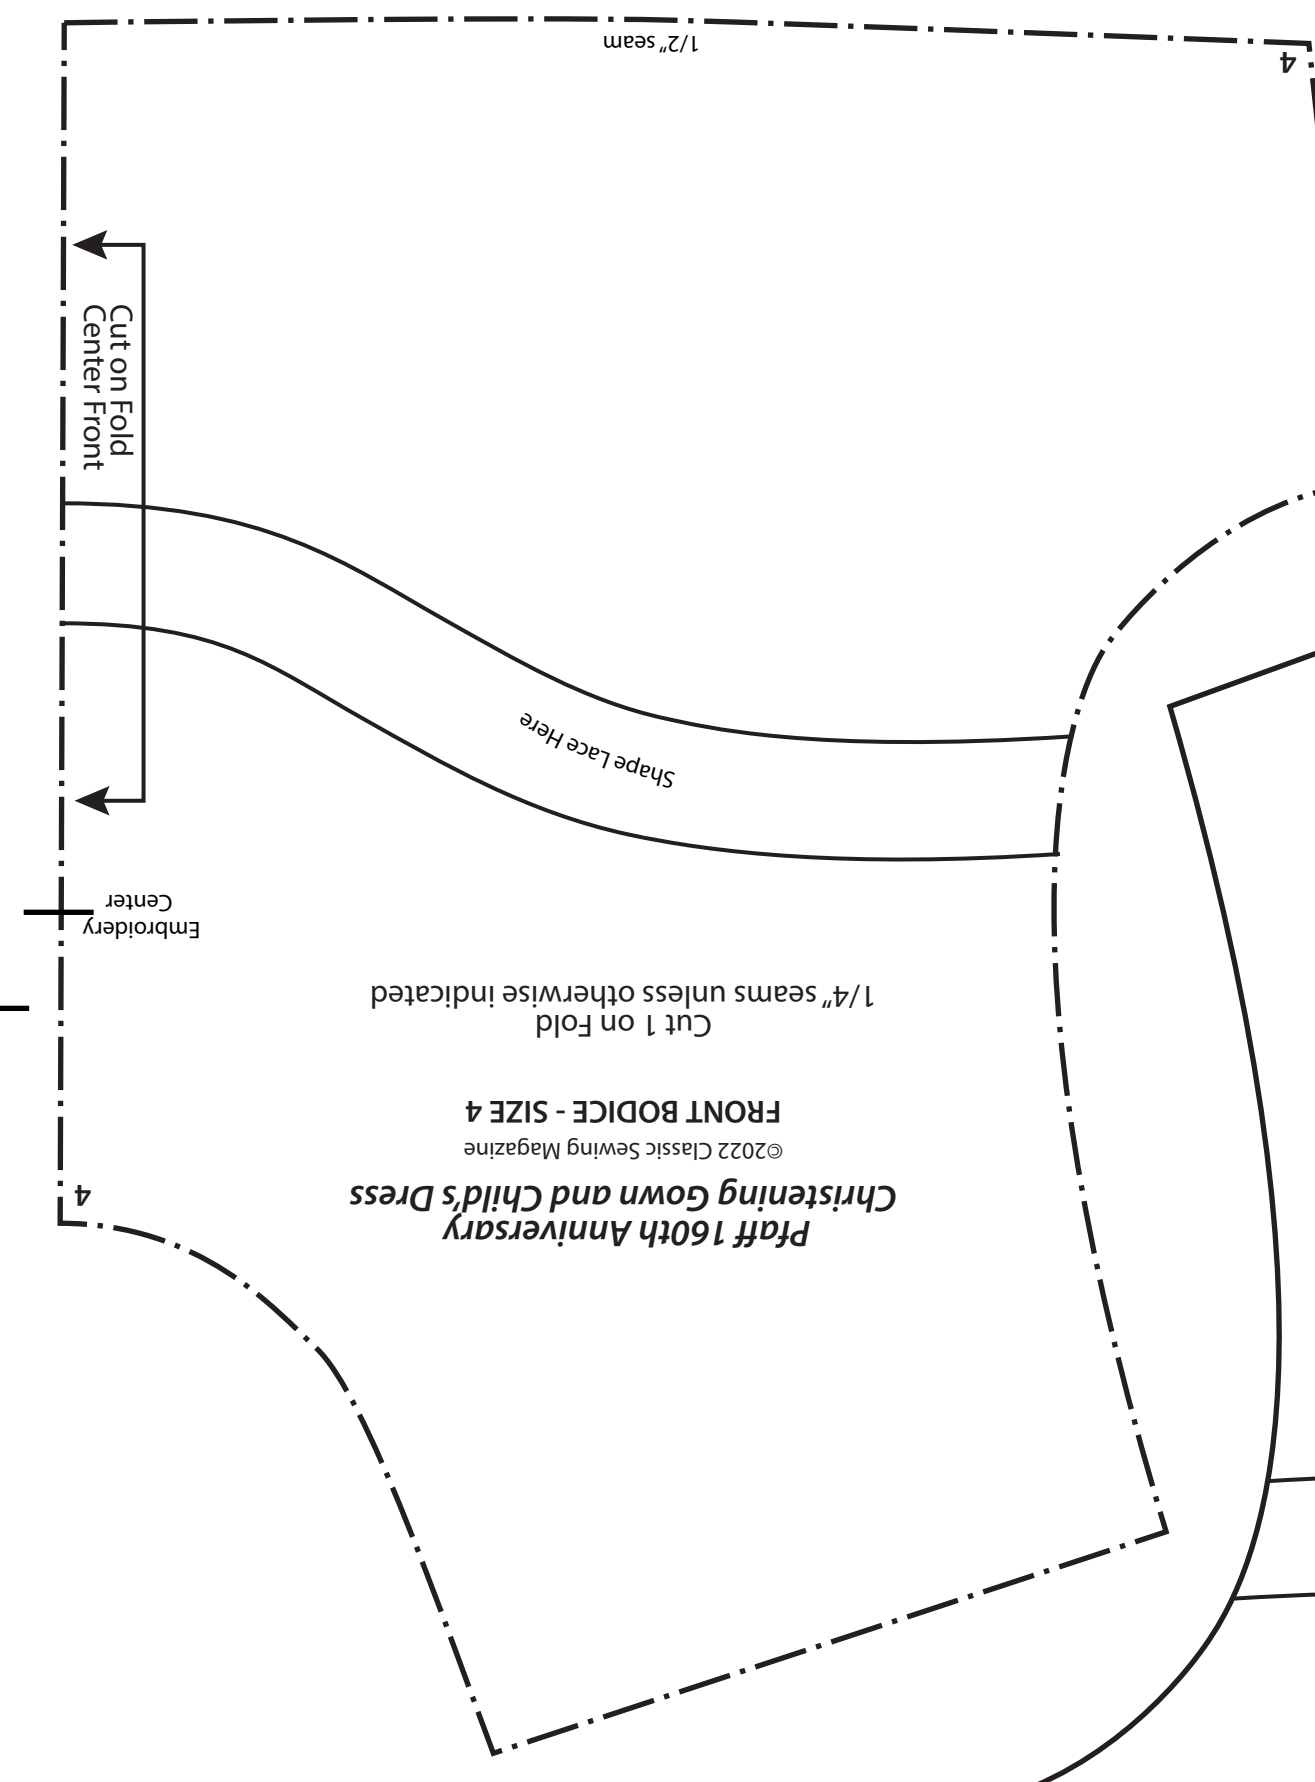 Pfaff 160th Anniversary
Christening Gown and Child's Dress
©2022 Classic Sewing Magazine
FRONT BODICE - SIZE 4
Cut 1 on Fold
1/4" seams unless otherwise indicated
4
Embroidery
Center
Shape Lace Here
Cut on Fold
Center Front
4
1/2" seam